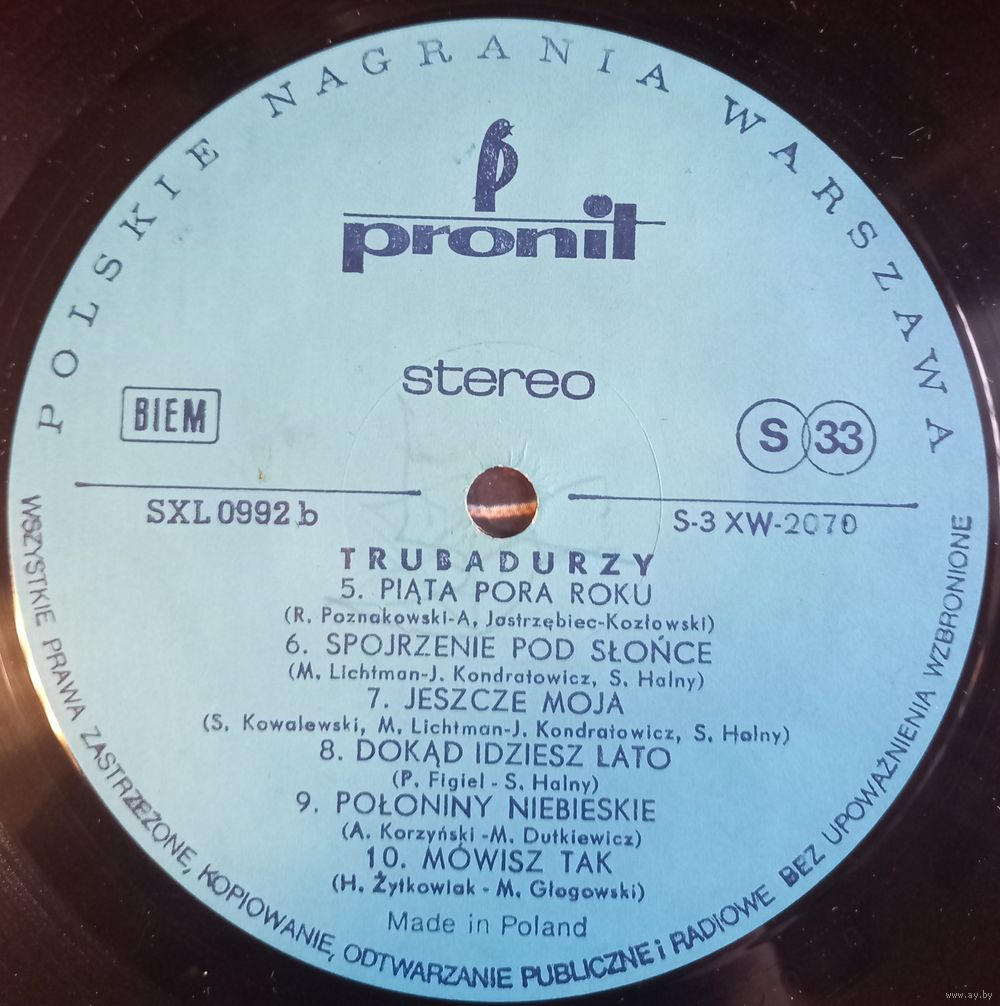 POLSKIE NAGRANIA WARSZAWA
pronit
stereo
BIEM
S 33
SXL 0992 b
S-3 XW-2070
TRUBADURZY
5. PIĄTA PORA ROKU
(R. Poznakowski-A. Jastrzębiec-Kozłowski)
6. SPOJRZENIE POD SŁOŃCE
(M. Lichtman-J. Kondratowicz, S. Halny)
7. JESZCZE MOJA
(S. Kowalewski, M. Lichtman-J. Kondratowicz, S. Halny)
8. DOKĄD IDZIESZ LATO
(P. Figiel - S. Halny)
9. POŁONINY NIEBIESKIE
(A. Korzyński -M. Dutkiewicz)
10. MÓWISZ TAK
(H. Żytkowiak - M. Głogowski)
Made in Poland
WSZYSTKIE PRAWA ZASTRZEŻONE, KOPIOWANIE, ODTWARZANIE PUBLICZNE i RADIOWE BEZ UPOWAŻNIENIA WZBRONIONE
www.ay.by